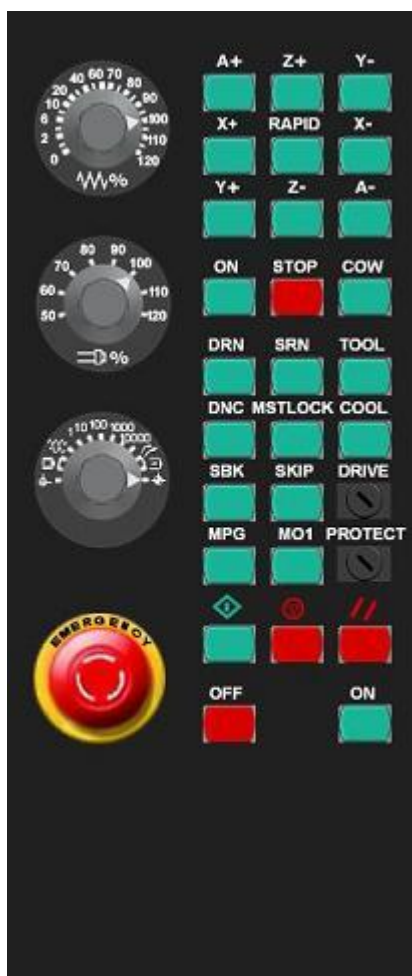 A+ Z+ Y-
X+ RAPID X-
Y+ Z- A-
ON STOP COW
DRN SRN TOOL
DNC MSTLOCK COOL
SBK SKIP DRIVE
MPG MO1 PROTECT
OFF ON
0 2 6 10 20 40 60 70 80 90 100 110 120
%
50 60 70 80 90 100 110 120
%
1 10 100 1000 10000
EMERGENCY